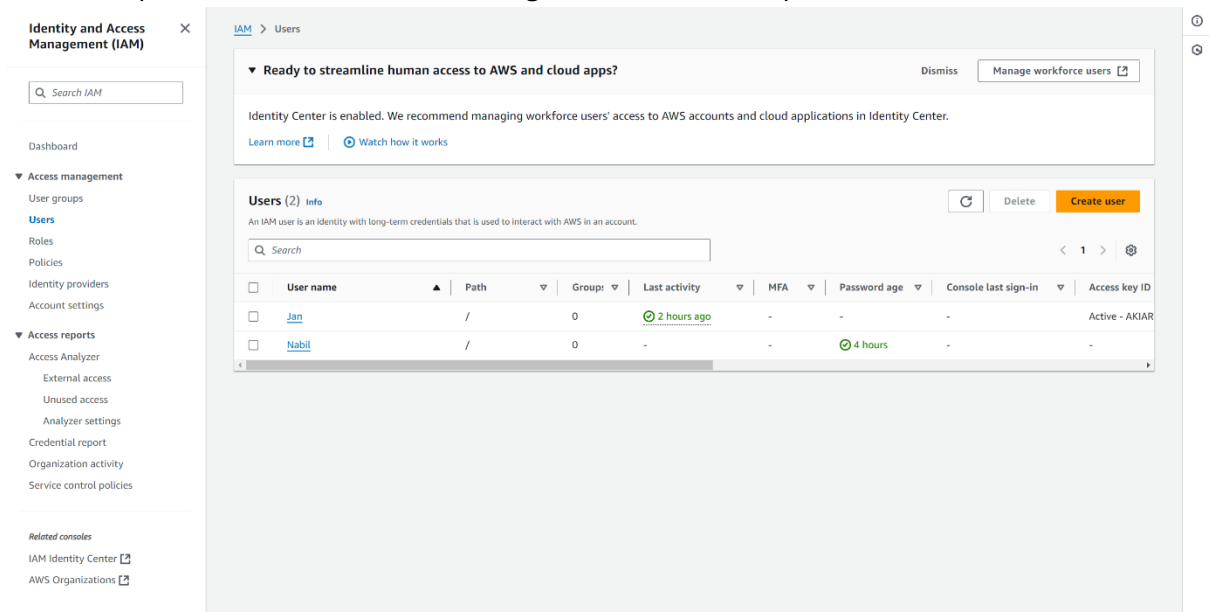 Identity and Access
Management (IAM)
Search IAM
Dashboard
Access management
User groups
Users
Roles
Policies
Identity providers
Account settings
Access reports
Access Analyzer
External access
Unused access
Analyzer settings
Credential report
Organization activity
Service control policies
Related consoles
IAM Identity Center
AWS Organizations
IAM > Users
Ready to streamline human access to AWS and cloud apps?
Dismiss
Manage workforce users
Identity Center is enabled. We recommend managing workforce users' access to AWS accounts and cloud applications in Identity Center.
Learn more
Watch how it works
Users (2) Info
Delete
Create user
An IAM user is an identity with long-term credentials that is used to interact with AWS in an account.
Search
1
User name Path Groups Last activity MFA Password age Console last sign-in Access key ID
Jan / 0 2 hours ago - - - Active - AKIAR
Nabil / 0 - - 4 hours - -